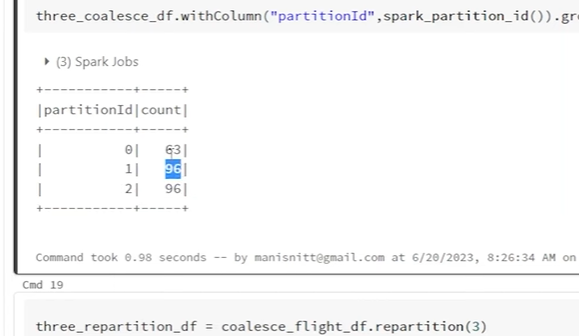 three_coalesce_df.withColumn("partitionId",spark_partition_id()).gr
(3) Spark Jobs
+-----------+-----+
|partitionId|count|
+-----------+-----+
|          0|   63|
|          1|   96|
|          2|   96|
+-----------+-----+
Command took 0.98 seconds -- by manisnitt@gmail.com at 6/20/2023, 8:26:34 AM on
Cmd 19
three_repartition_df = coalesce_flight_df.repartition(3)